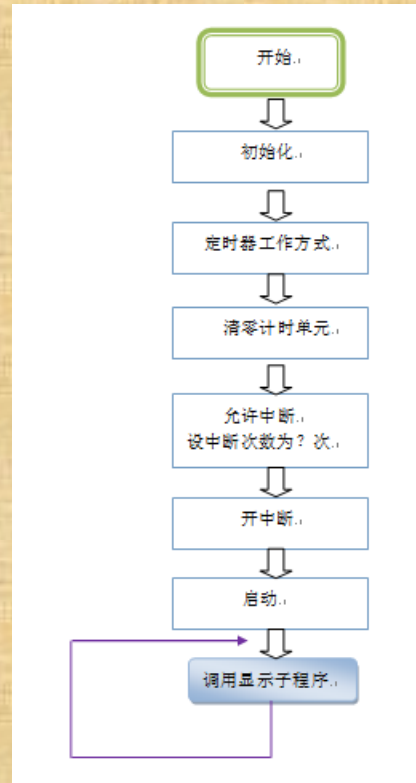 开始
初始化
定时器工作方式
清零计时单元
允许中断
设中断次数为？次
开中断
启动
调用显示子程序